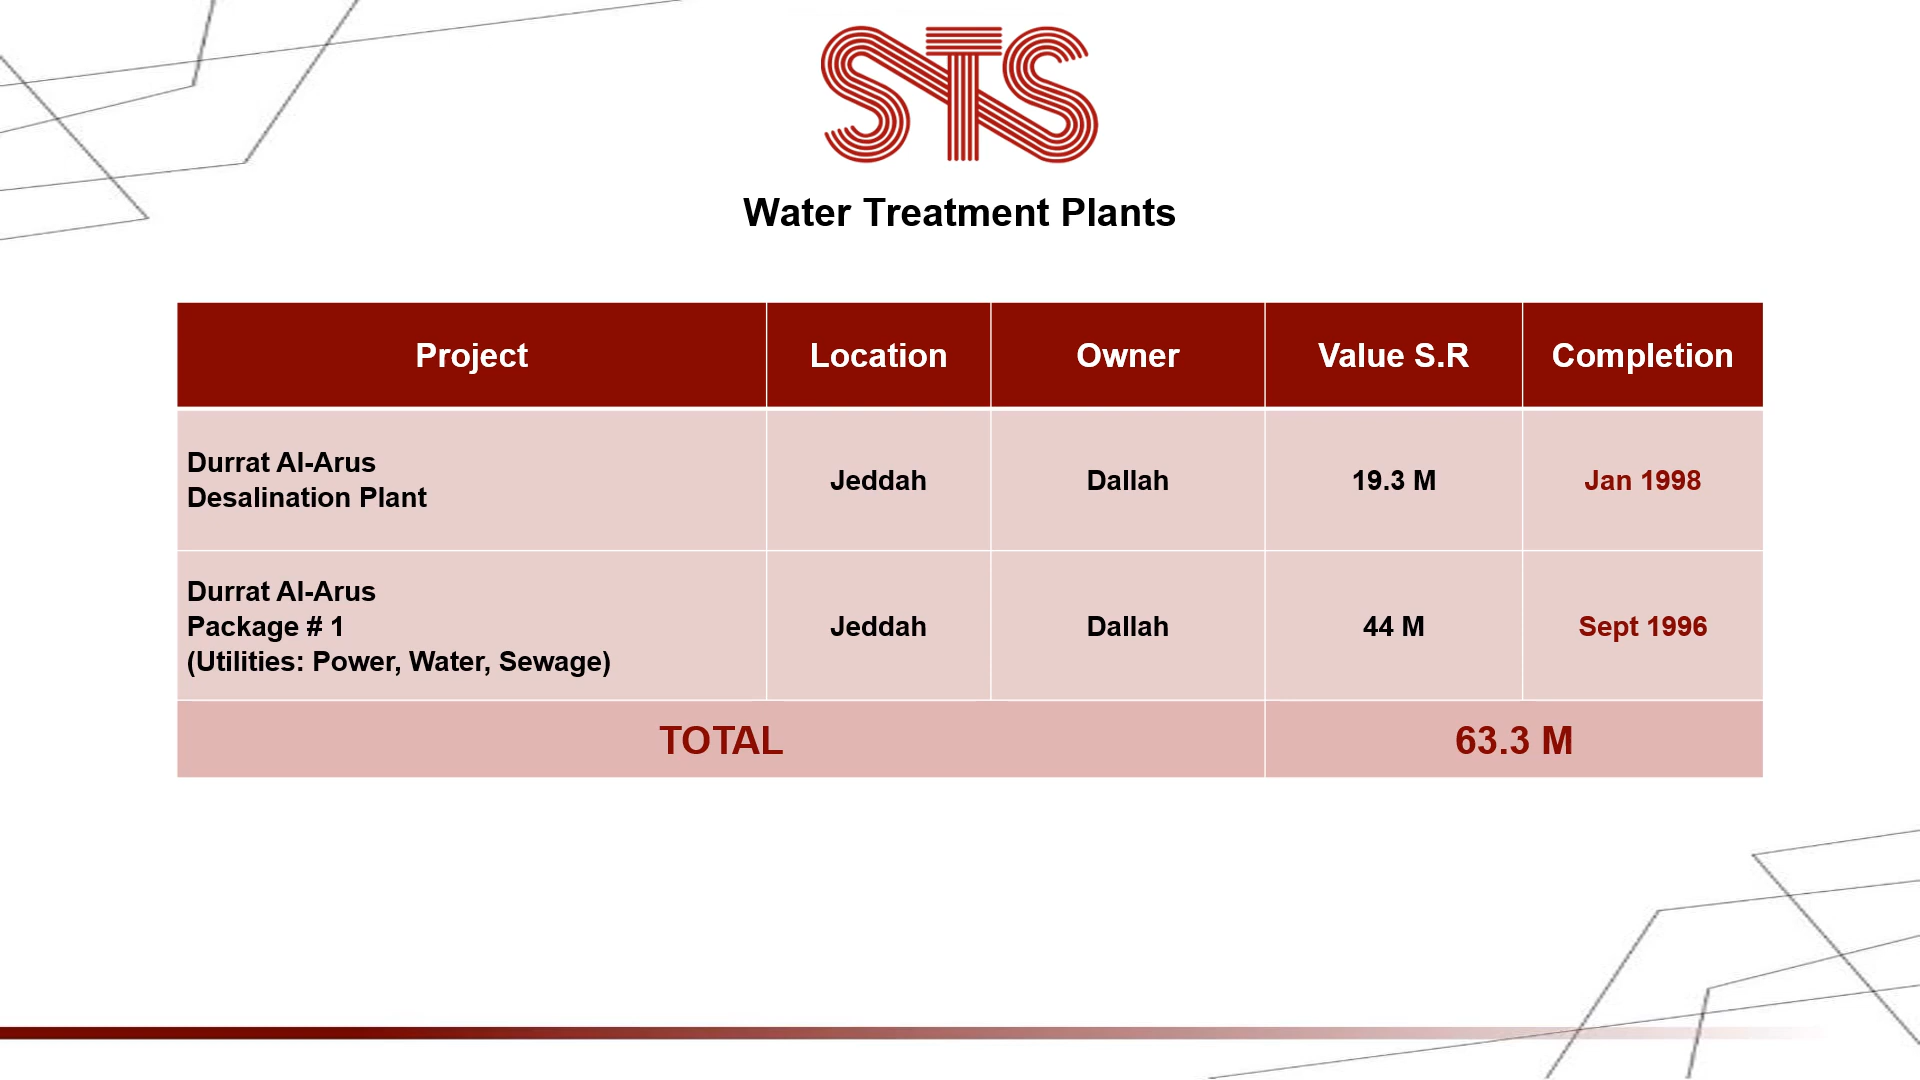 STS
Water Treatment Plants
Project Location Owner Value S.R Completion
Durrat Al-Arus
Desalination Plant
Jeddah Dallah 19.3 M Jan 1998
Durrat Al-Arus
Package # 1
(Utilities: Power, Water, Sewage)
Jeddah Dallah 44 M Sept 1996
TOTAL 63.3 M